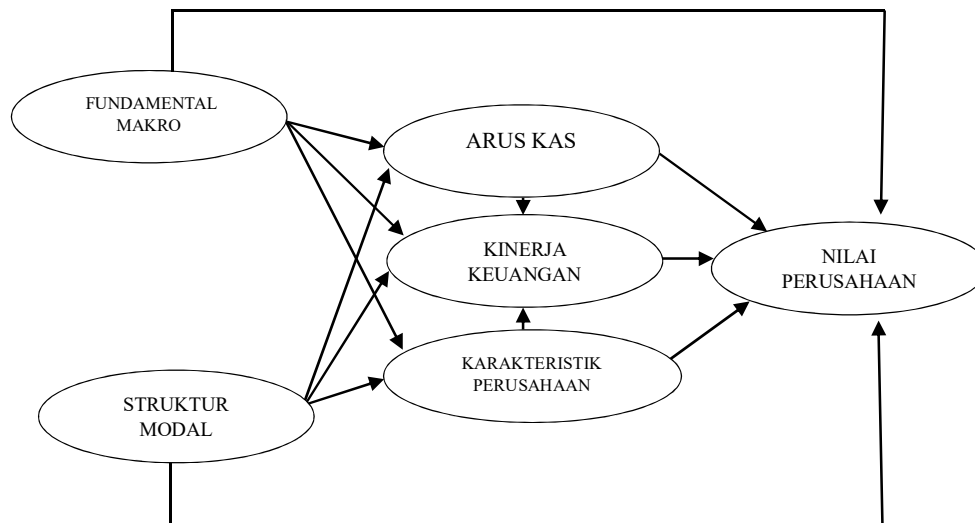 FUNDAMENTAL
MAKRO
ARUS KAS
KINERJA
KEUANGAN
NILAI
PERUSAHAAN
KARAKTERISTIK
PERUSAHAAN
STRUKTUR
MODAL